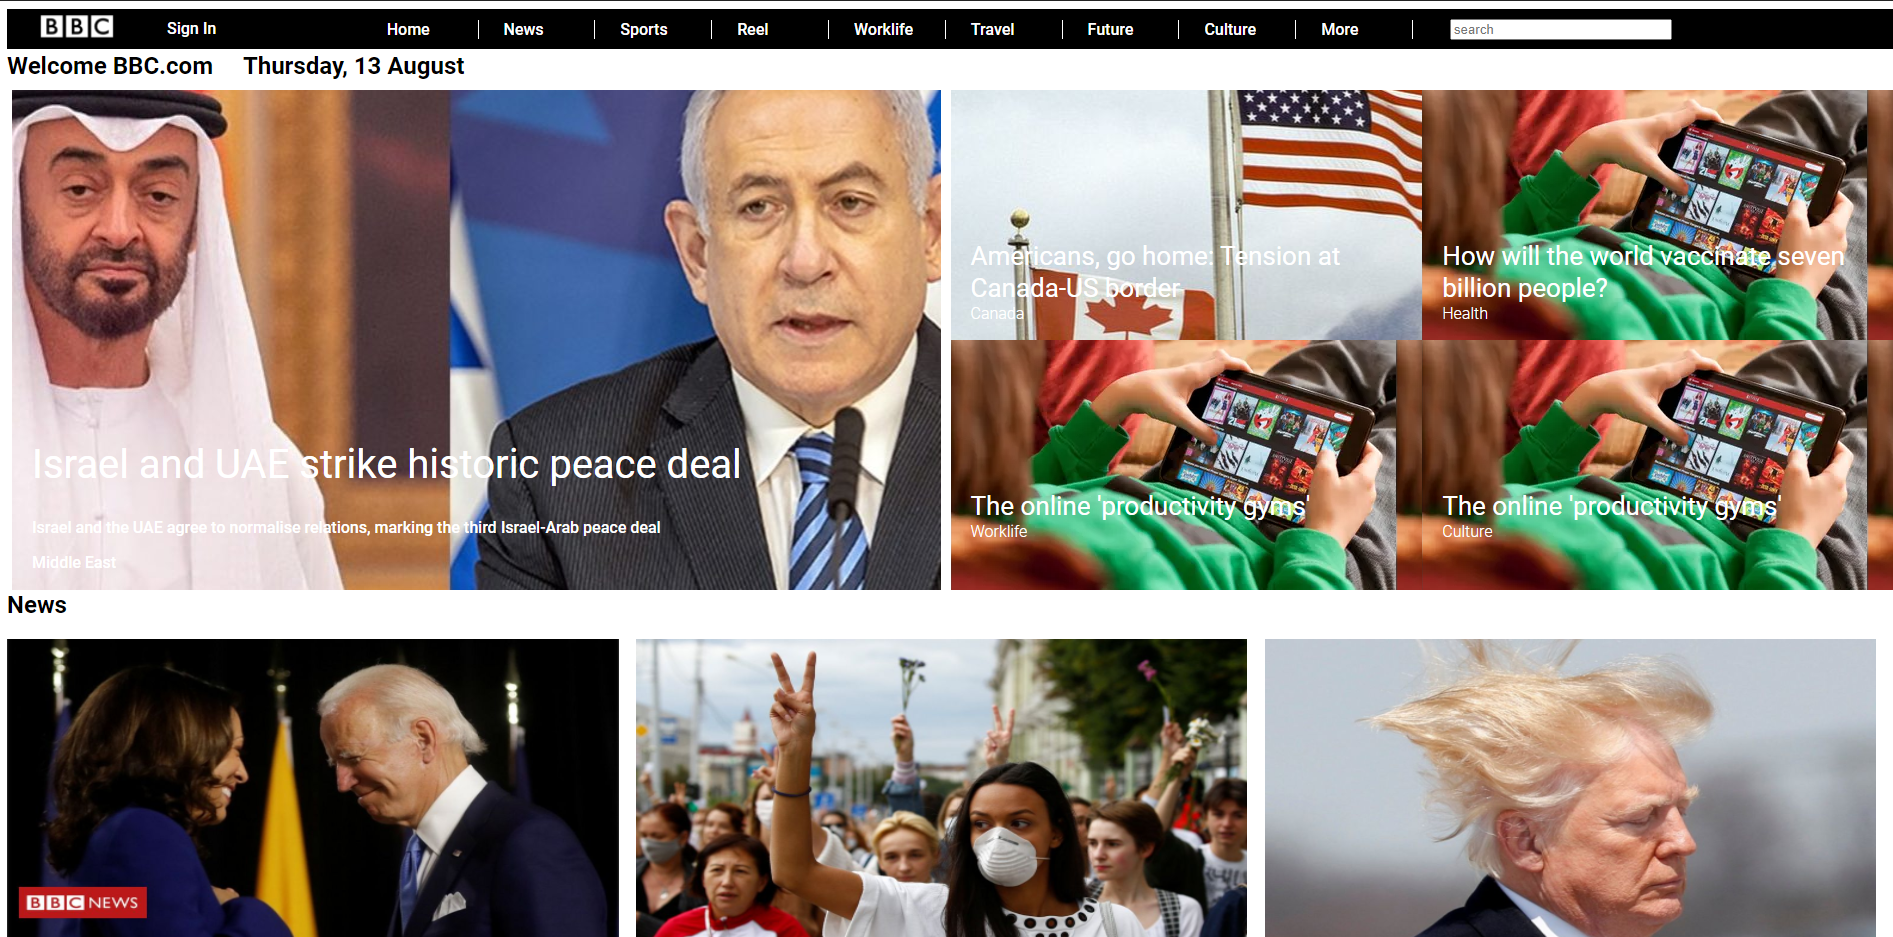 BBC
Sign In
Home
News
Sports
Reel
Worklife
Travel
Future
Culture
More
search
Welcome BBC.com
Thursday, 13 August
Israel and UAE strike historic peace deal
Israel and the UAE agree to normalise relations, marking the third Israel-Arab peace deal
Middle East
Americans, go home: Tension at
Canada-US border
Canada
How will the world vaccinate seven
billion people?
Health
The online 'productivity gyms'
Worklife
The online 'productivity gyms'
Culture
News
BBC NEWS